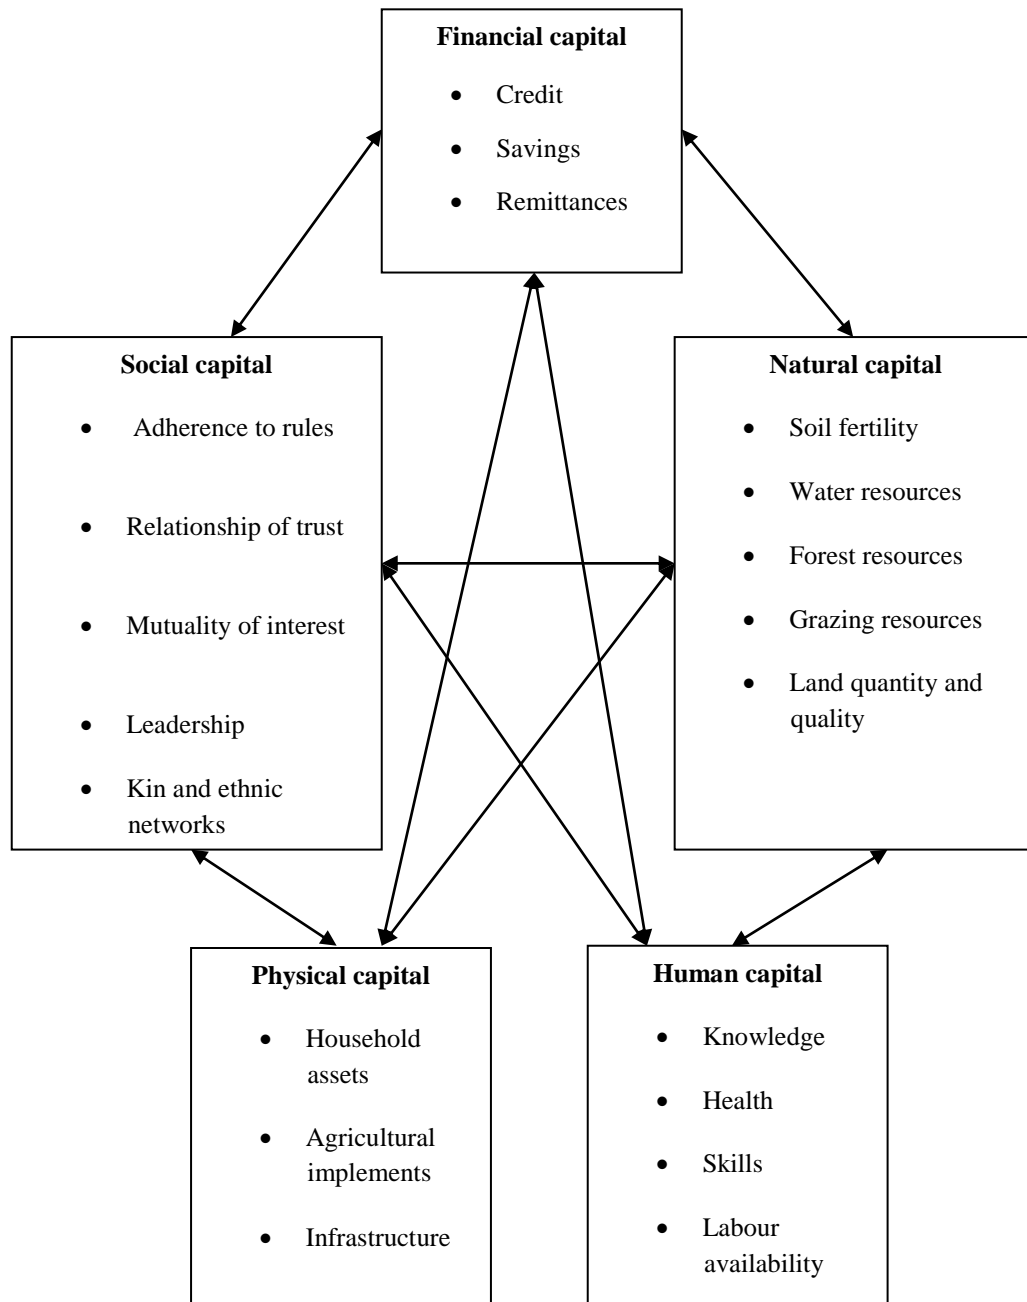 Financial capital
• Credit
• Savings
• Remittances
Social capital
• Adherence to rules
• Relationship of trust
• Mutuality of interest
• Leadership
• Kin and ethnic
networks
Natural capital
• Soil fertility
• Water resources
• Forest resources
• Grazing resources
• Land quantity and
quality
Physical capital
• Household
assets
• Agricultural
implements
• Infrastructure
Human capital
• Knowledge
• Health
• Skills
• Labour
availability